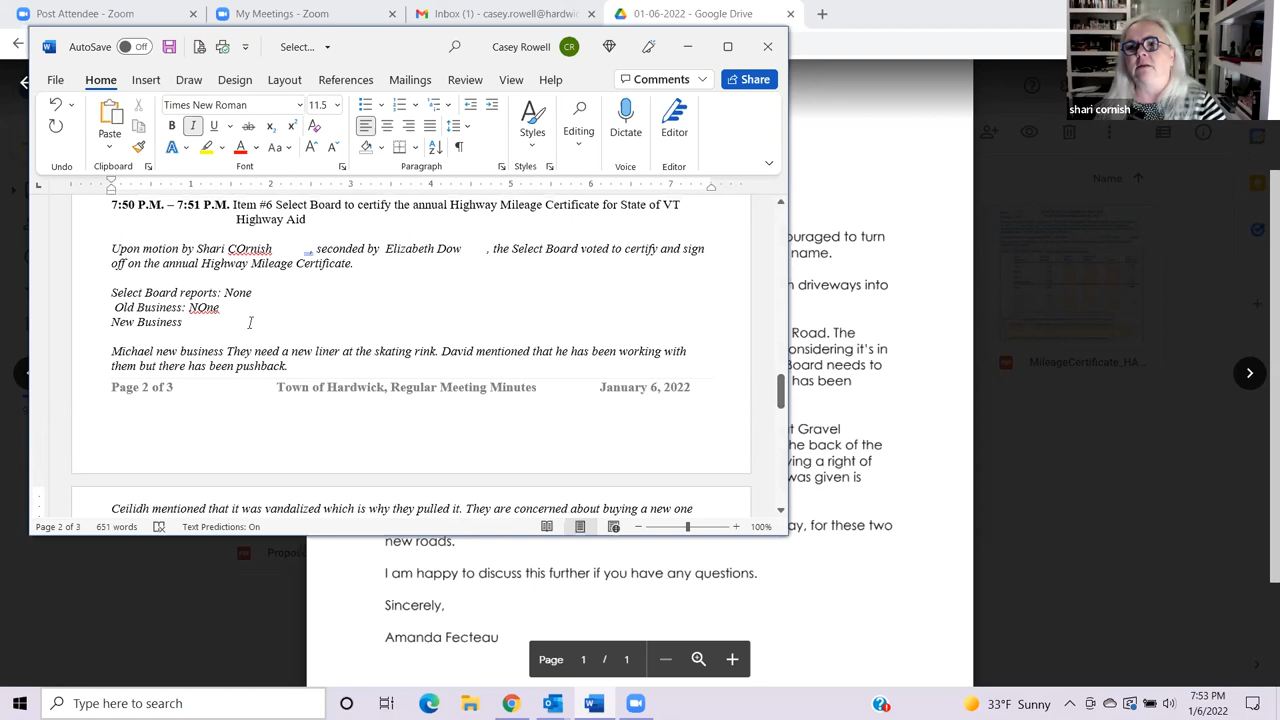 Post Attendee - Zoom
My Meetings - Zoom
Inbox (1) - casey.rowell@hardwi
01-06-2022 - Google Drive
shari cornish
AutoSave
Off
Select...
Casey Rowell
CR
File
Home
Insert
Draw
Design
Layout
References
Mailings
Review
View
Help
Comments
Share
Times New Roman
11.5
Paste
Styles
Editing
Dictate
Editor
Undo
Clipboard
Font
Paragraph
Styles
Voice
Editor
1 2 3 4 5 6 7
Name
7:50 P.M. – 7:51 P.M. Item #6 Select Board to certify the annual Highway Mileage Certificate for State of VT
Highway Aid
Upon motion by Shari COrnish , seconded by Elizabeth Dow , the Select Board voted to certify and sign
off on the annual Highway Mileage Certificate.
Select Board reports: None
Old Business: NOne
New Business
Michael new business They need a new liner at the skating rink. David mentioned that he has been working with
them but there has been pushback.
Page 2 of 3 Town of Hardwick, Regular Meeting Minutes January 6, 2022
Ceilidh mentioned that it was vandalized which is why they pulled it. They are concerned about buying a new one
Page 2 of 3
651 words
Text Predictions: On
100%
ouraged to turn
name.
driveways into
Road. The
onsidering it's in
Board needs to
has been
t Gravel
he back of the
ving a right of
was given is
ay, for these two
new roads.
I am happy to discuss this further if you have any questions.
Sincerely,
Amanda Fecteau
MileageCertificate_HA...
Propos
Page 1 / 1
Type here to search
33°F Sunny
7:53 PM
1/6/2022